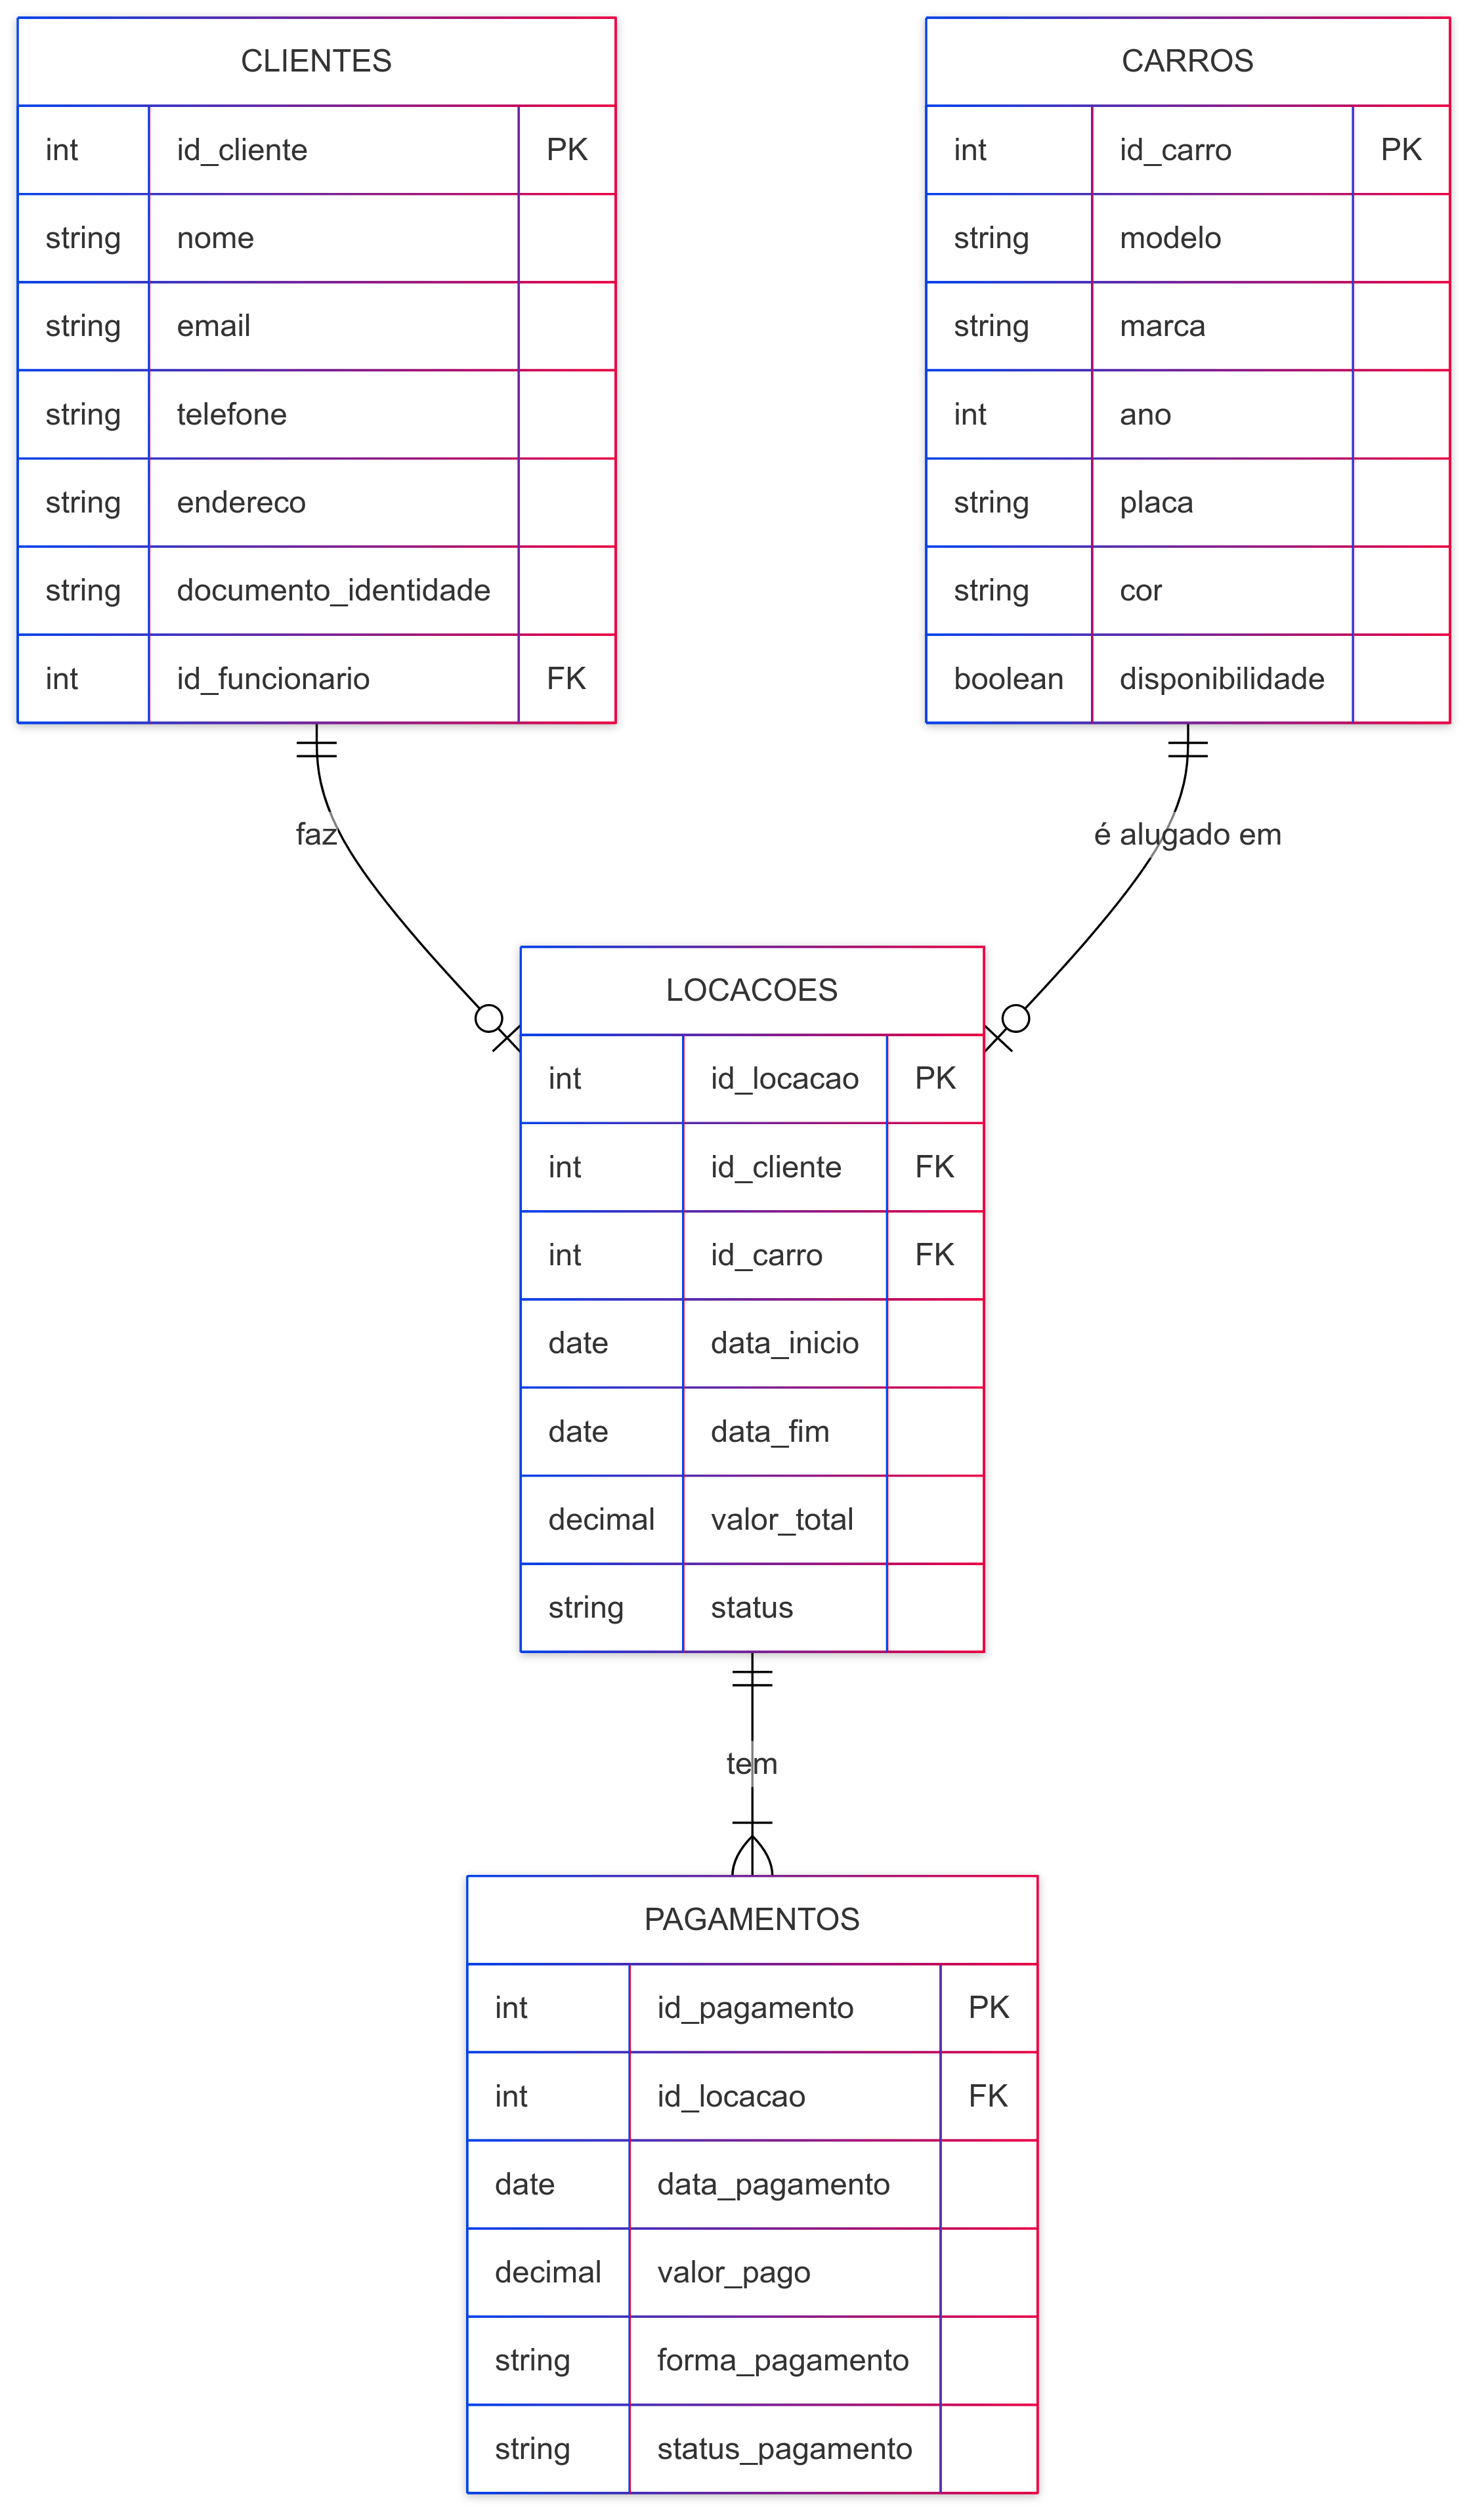 CLIENTES
int id_cliente PK
string nome
string email
string telefone
string endereco
string documento_identidade
int id_funcionario FK
CARROS
int id_carro PK
string modelo
string marca
int ano
string placa
string cor
boolean disponibilidade
faz
é alugado em
LOCACOES
int id_locacao PK
int id_cliente FK
int id_carro FK
date data_inicio
date data_fim
decimal valor_total
string status
tem
PAGAMENTOS
int id_pagamento PK
int id_locacao FK
date data_pagamento
decimal valor_pago
string forma_pagamento
string status_pagamento